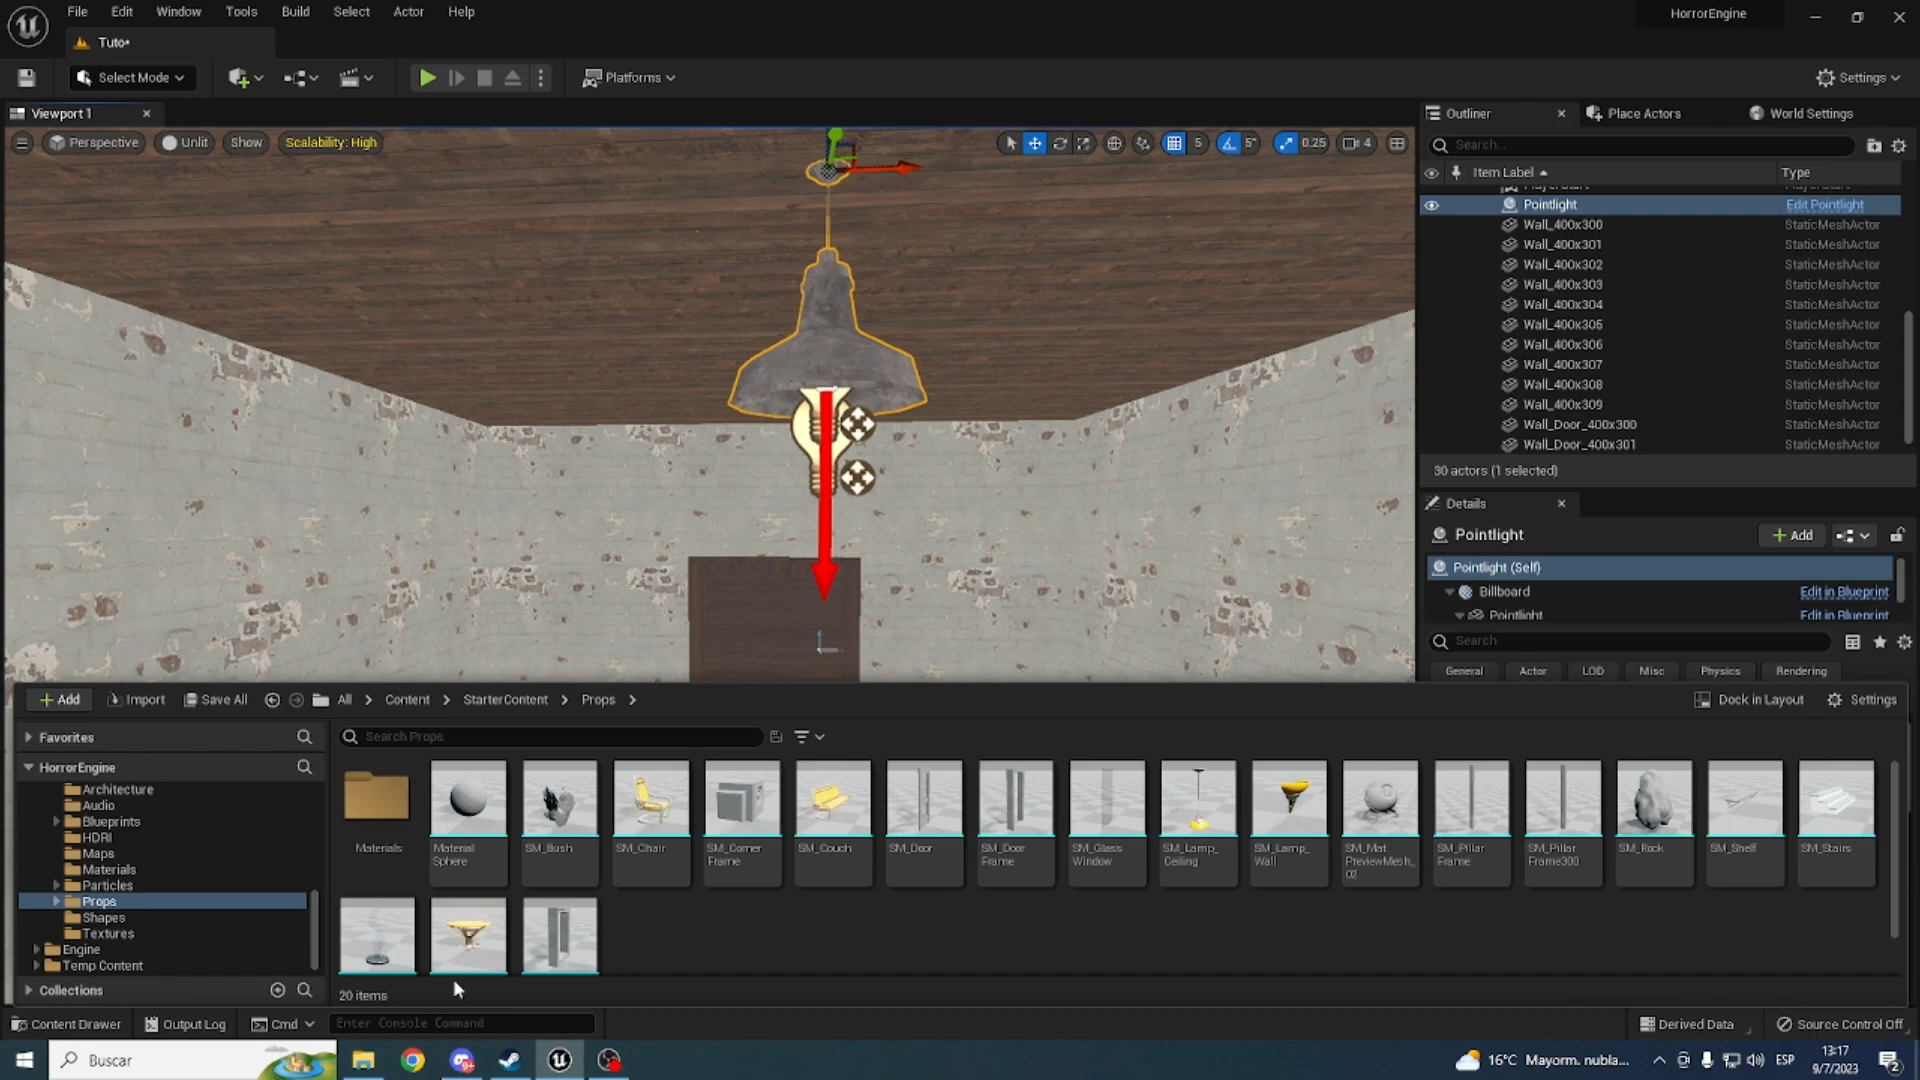 File Edit Window Tools Build Select Actor Help
HorrorEngine
Tuto*
Select Mode
Platforms
Settings
Viewport 1
Perspective Unlit Show Scalability: High
5 5° 0.25 4
Outliner Place Actors World Settings
Search...
Item Label Type
Pointlight Edit Pointlight
Wall_400x300 StaticMeshActor
Wall_400x301 StaticMeshActor
Wall_400x302 StaticMeshActor
Wall_400x303 StaticMeshActor
Wall_400x304 StaticMeshActor
Wall_400x305 StaticMeshActor
Wall_400x306 StaticMeshActor
Wall_400x307 StaticMeshActor
Wall_400x308 StaticMeshActor
Wall_400x309 StaticMeshActor
Wall_Door_400x300 StaticMeshActor
Wall_Door_400x301 StaticMeshActor
30 actors (1 selected)
Details
Pointlight
Add
Pointlight (Self)
Billboard Edit in Blueprint
Pointlight Edit in Blueprint
Search
General Actor LOD Misc Physics Rendering
Add Import Save All All Content StarterContent Props
Dock in Layout Settings
Favorites
Search Props
HorrorEngine
Architecture
Audio
Blueprints
HDRI
Maps
Materials
Particles
Props
Shapes
Textures
Engine
Temp Content
Collections
Materials
Material Sphere
SM_Bush
SM_Chair
SM_Corner Frame
SM_Couch
SM_Door
SM_Door Frame
SM_Glass Window
SM_Lamp_ Ceiling
SM_Lamp_ Wall
SM_Mat PreviewMesh_ 02
SM_Pillar Frame
SM_Pillar Frame300
SM_Rock
SM_Shelf
SM_Stairs
20 items
Content Drawer Output Log Cmd Enter Console Command
Derived Data Source Control Off
Buscar
16°C Mayorm. nubla... ESP
13:17
9/7/2023
2